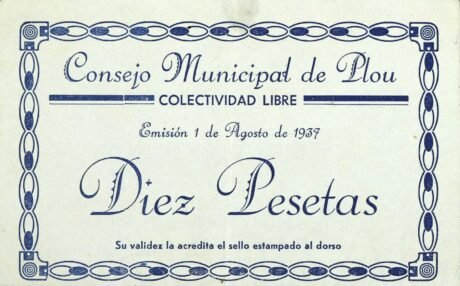 Consejo Municipal de Plou
COLECTIVIDAD LIBRE
Emisión 1 de Agosto de 1937
Diez Pesetas
Su validez la acredita el sello estampado al dorso